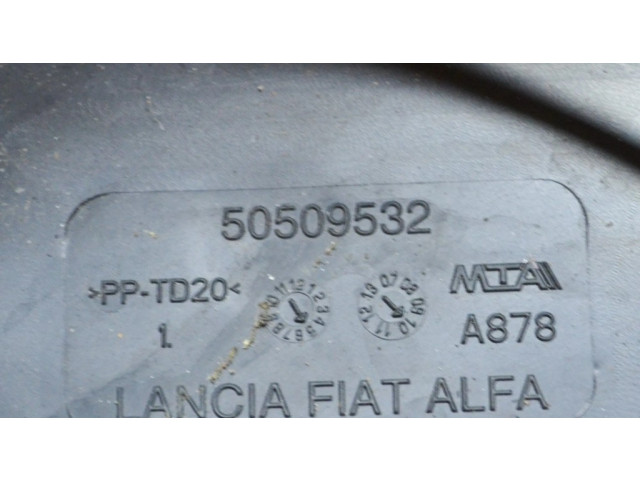 50509532
>PP-TD20< MTA
1. A878
LANCIA FIAT ALFA